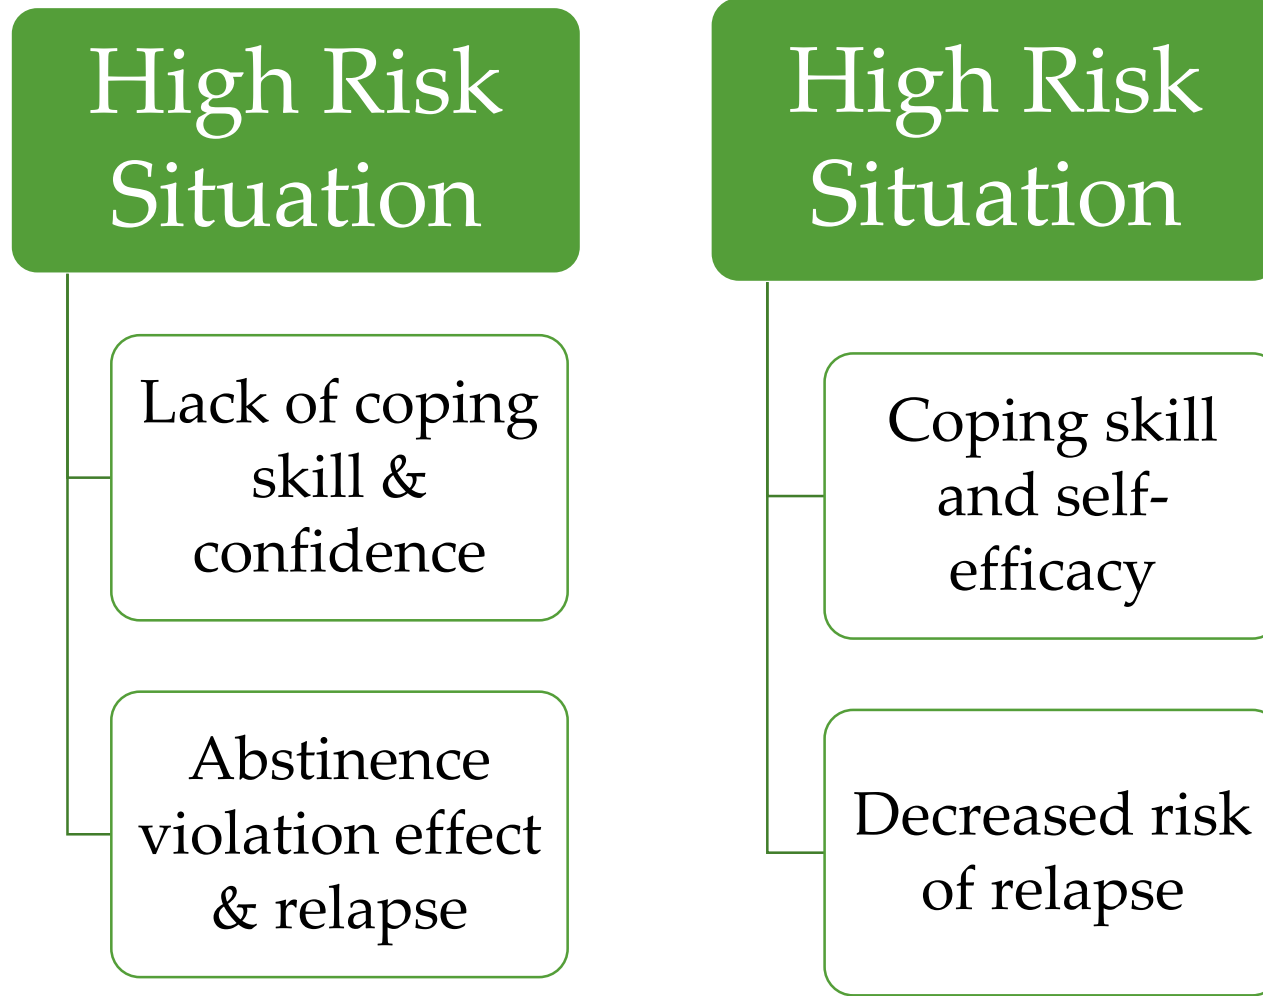 High Risk
Situation
Lack of coping
skill &
confidence
Abstinence
violation effect
& relapse
High Risk
Situation
Coping skill
and self-
efficacy
Decreased risk
of relapse